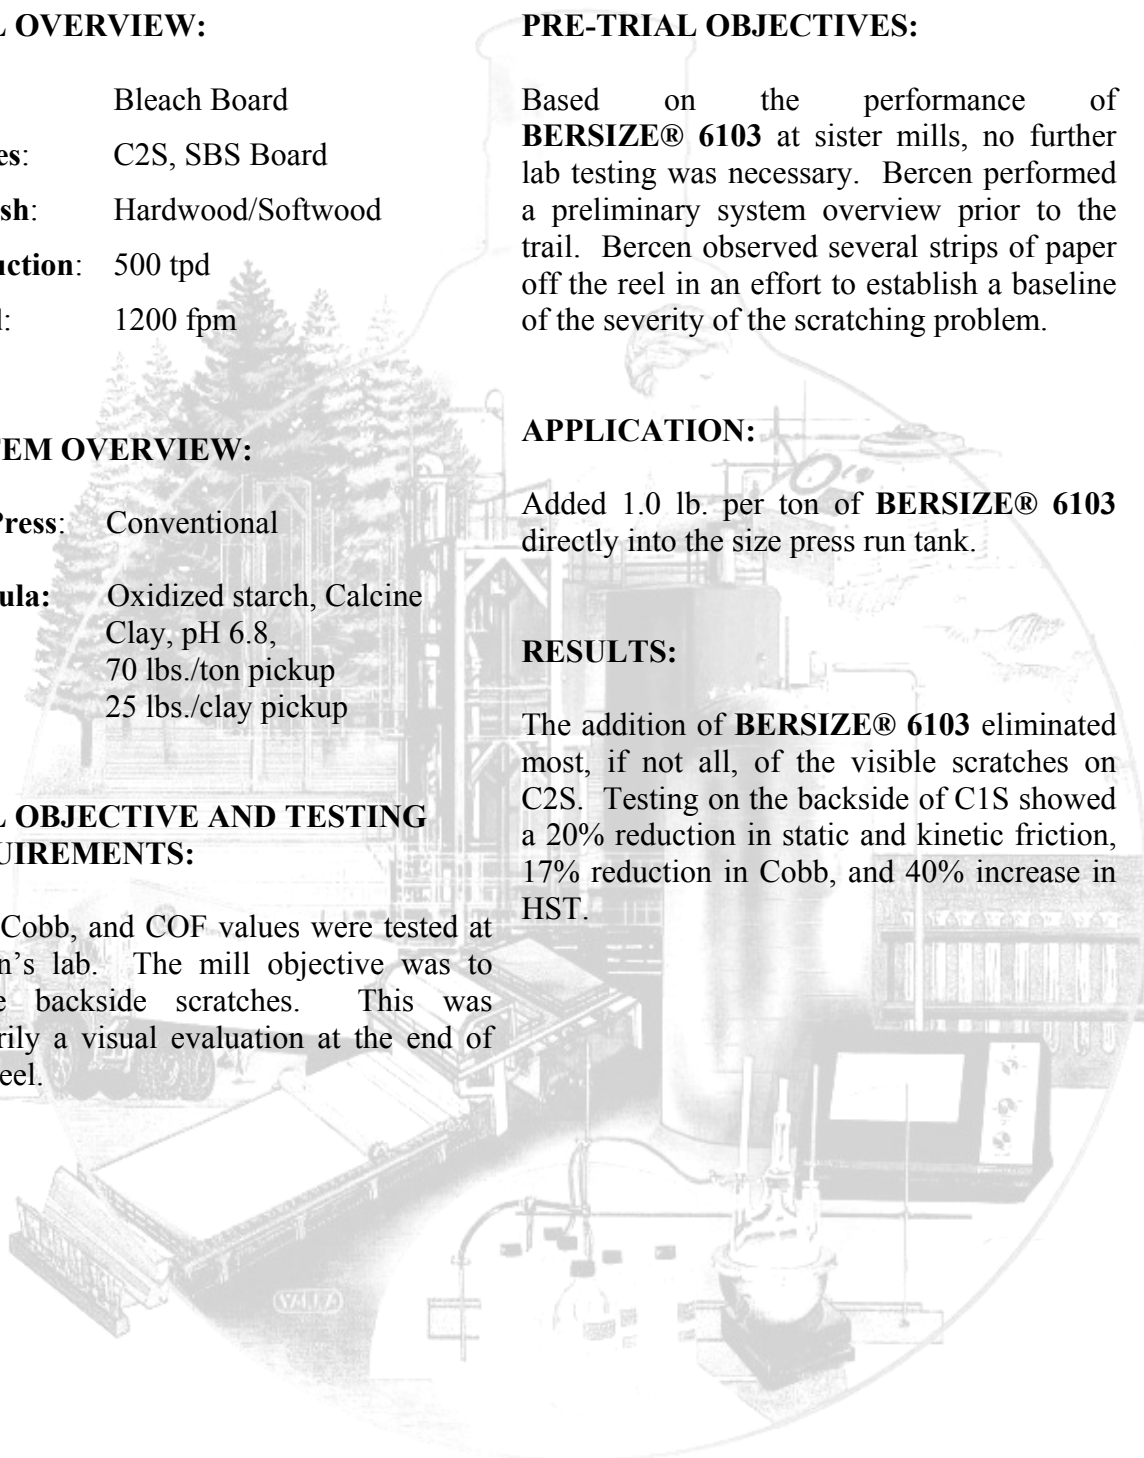 L OVERVIEW:
Bleach Board
es: C2S, SBS Board
sh: Hardwood/Softwood
uction: 500 tpd
l: 1200 fpm
TEM OVERVIEW:
Press: Conventional
ula: Oxidized starch, Calcine
Clay, pH 6.8,
70 lbs./ton pickup
25 lbs./clay pickup
L OBJECTIVE AND TESTING
UIREMENTS:
Cobb, and COF values were tested at
n's lab. The mill objective was to
e backside scratches. This was
rily a visual evaluation at the end of
eel.
PRE-TRIAL OBJECTIVES:
Based on the performance of
BERSIZE® 6103 at sister mills, no further
lab testing was necessary. Bercen performed
a preliminary system overview prior to the
trail. Bercen observed several strips of paper
off the reel in an effort to establish a baseline
of the severity of the scratching problem.
APPLICATION:
Added 1.0 lb. per ton of BERSIZE® 6103
directly into the size press run tank.
RESULTS:
The addition of BERSIZE® 6103 eliminated
most, if not all, of the visible scratches on
C2S. Testing on the backside of C1S showed
a 20% reduction in static and kinetic friction,
17% reduction in Cobb, and 40% increase in
HST.